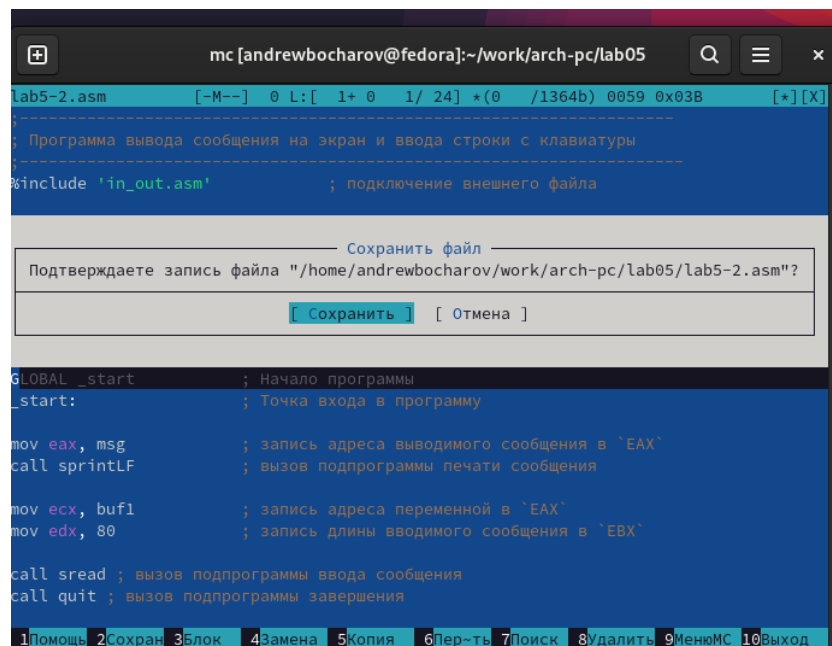 mc [andrewbocharov@fedora]:~/work/arch-pc/lab05
lab5-2.asm [-M--] 0 L:[ 1+ 0 1/ 24] *(0 /1364b) 0059 0x03B [*][X]
;--------------------------------------------------------------------
; Программа вывода сообщения на экран и ввода строки с клавиатуры
;---------------------------------------------------------------------
%include 'in_out.asm' ; подключение внешнего файла
Сохранить файл
Подтверждаете запись файла "/home/andrewbocharov/work/arch-pc/lab05/lab5-2.asm"?
[ Сохранить ] [ Отмена ]
GLOBAL _start ; Начало программы
_start: ; Точка входа в программу
mov eax, msg ; запись адреса выводимого сообщения в `EAX`
call sprintLF ; вызов подпрограммы печати сообщения
mov ecx, buf1 ; запись адреса переменной в `EAX`
mov edx, 80 ; запись длины вводимого сообщения в `EBX`
call sread ; вызов подпрограммы ввода сообщения
call quit ; вызов подпрограммы завершения
1Помощь 2Сохран 3Блок 4Замена 5Копия 6Пер~ть 7Поиск 8Удалить 9МенюMC 10Выход